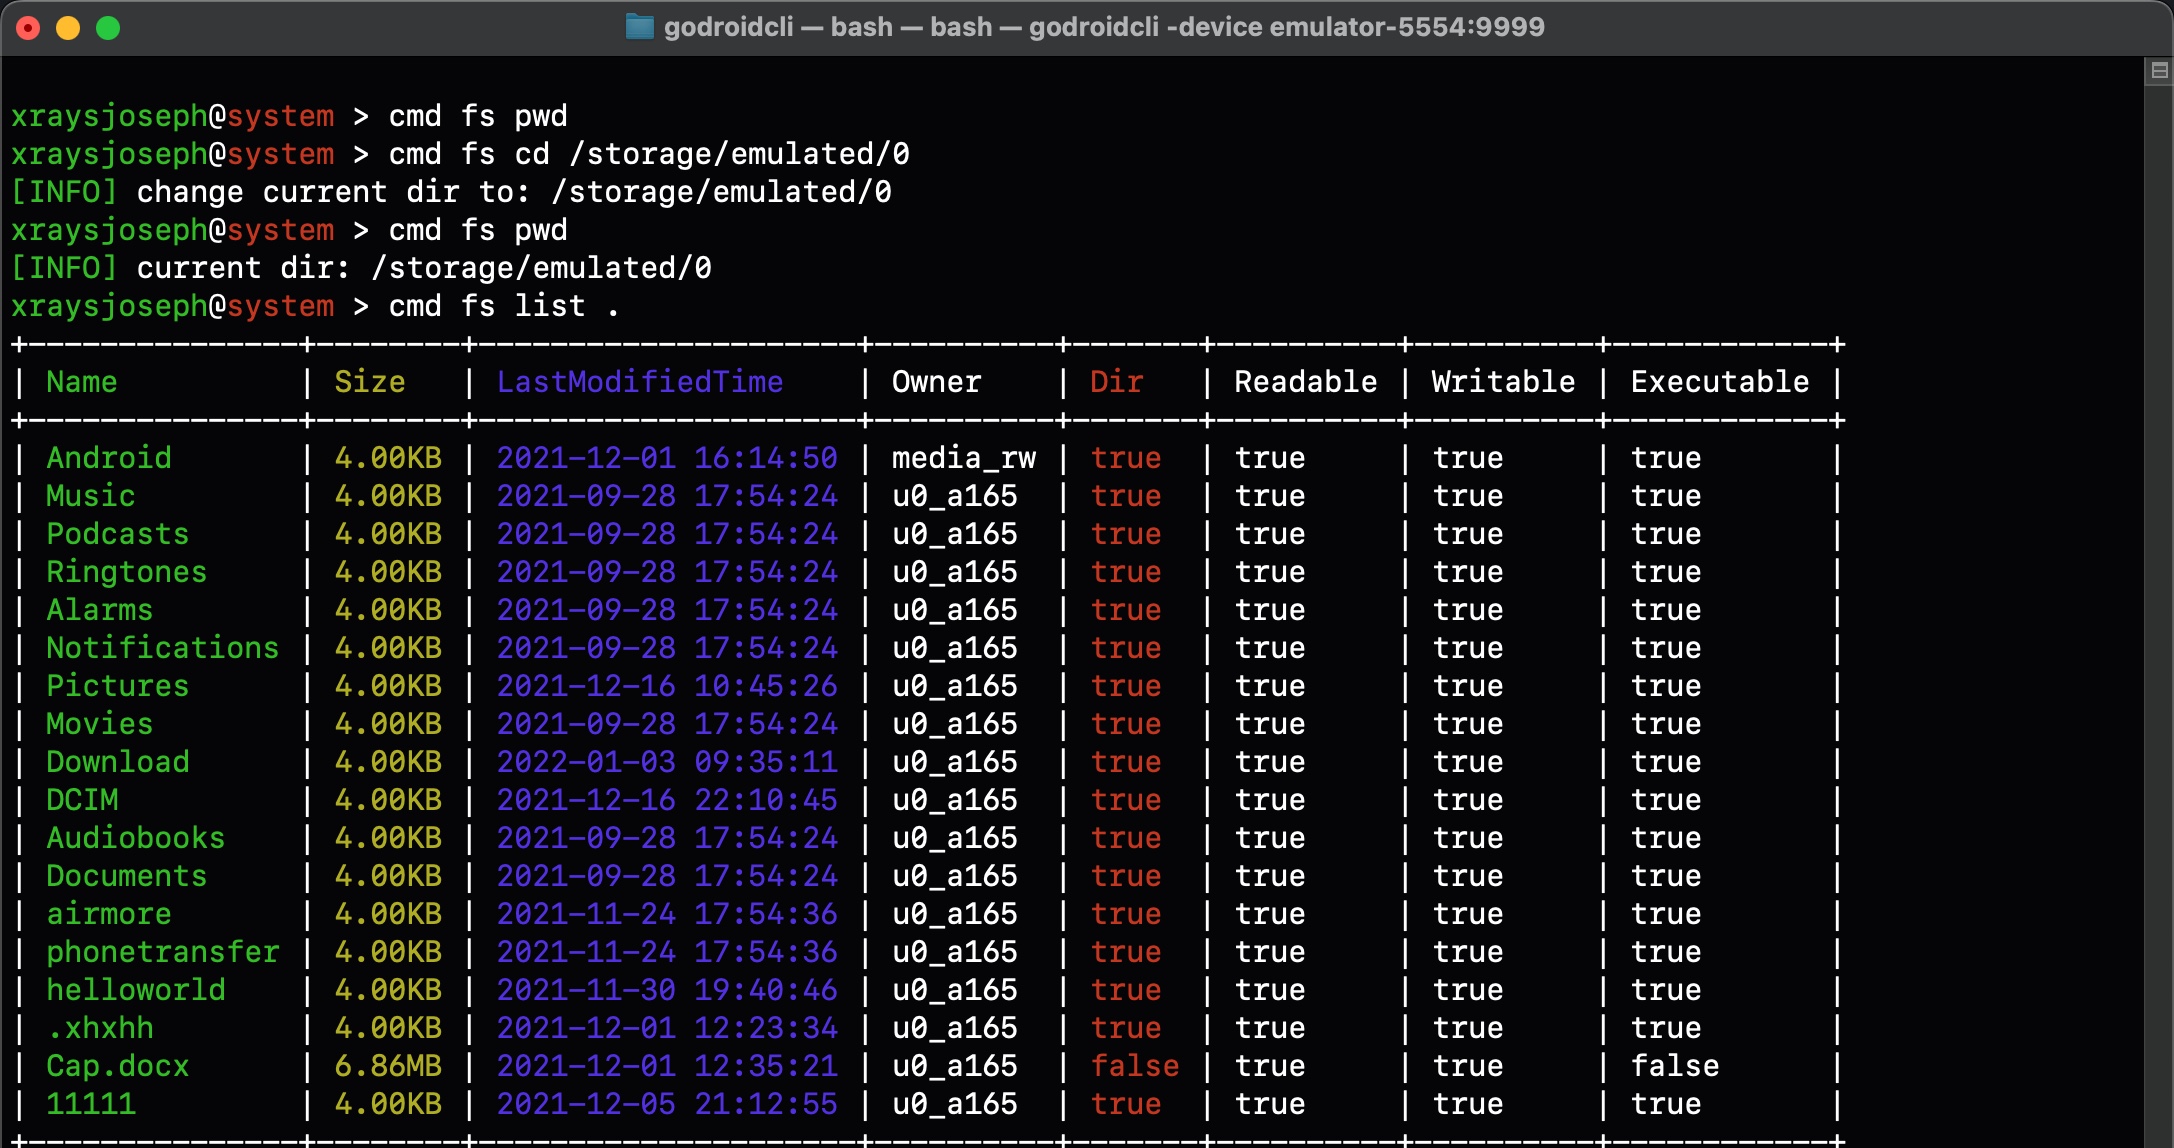 godroidcli — bash — bash — godroidcli -device emulator-5554:9999
xraysjoseph@system > cmd fs pwd
xraysjoseph@system > cmd fs cd /storage/emulated/0
[INFO] change current dir to: /storage/emulated/0
xraysjoseph@system > cmd fs pwd
[INFO] current dir: /storage/emulated/0
xraysjoseph@system > cmd fs list .
+---------------+--------+---------------------+----------+-------+----------+----------+------------+
| Name          | Size   | LastModifiedTime    | Owner    | Dir   | Readable | Writable | Executable |
+---------------+--------+---------------------+----------+-------+----------+----------+------------+
| Android       | 4.00KB | 2021-12-01 16:14:50 | media_rw | true  | true     | true     | true       |
| Music         | 4.00KB | 2021-09-28 17:54:24 | u0_a165  | true  | true     | true     | true       |
| Podcasts      | 4.00KB | 2021-09-28 17:54:24 | u0_a165  | true  | true     | true     | true       |
| Ringtones     | 4.00KB | 2021-09-28 17:54:24 | u0_a165  | true  | true     | true     | true       |
| Alarms        | 4.00KB | 2021-09-28 17:54:24 | u0_a165  | true  | true     | true     | true       |
| Notifications | 4.00KB | 2021-09-28 17:54:24 | u0_a165  | true  | true     | true     | true       |
| Pictures      | 4.00KB | 2021-12-16 10:45:26 | u0_a165  | true  | true     | true     | true       |
| Movies        | 4.00KB | 2021-09-28 17:54:24 | u0_a165  | true  | true     | true     | true       |
| Download      | 4.00KB | 2022-01-03 09:35:11 | u0_a165  | true  | true     | true     | true       |
| DCIM          | 4.00KB | 2021-12-16 22:10:45 | u0_a165  | true  | true     | true     | true       |
| Audiobooks    | 4.00KB | 2021-09-28 17:54:24 | u0_a165  | true  | true     | true     | true       |
| Documents     | 4.00KB | 2021-09-28 17:54:24 | u0_a165  | true  | true     | true     | true       |
| airmore       | 4.00KB | 2021-11-24 17:54:36 | u0_a165  | true  | true     | true     | true       |
| phonetransfer | 4.00KB | 2021-11-24 17:54:36 | u0_a165  | true  | true     | true     | true       |
| helloworld    | 4.00KB | 2021-11-30 19:40:46 | u0_a165  | true  | true     | true     | true       |
| .xhxhh        | 4.00KB | 2021-12-01 12:23:34 | u0_a165  | true  | true     | true     | true       |
| Cap.docx      | 6.86MB | 2021-12-01 12:35:21 | u0_a165  | false | true     | true     | false      |
| 11111         | 4.00KB | 2021-12-05 21:12:55 | u0_a165  | true  | true     | true     | true       |
+---------------+--------+---------------------+----------+-------+----------+----------+------------+